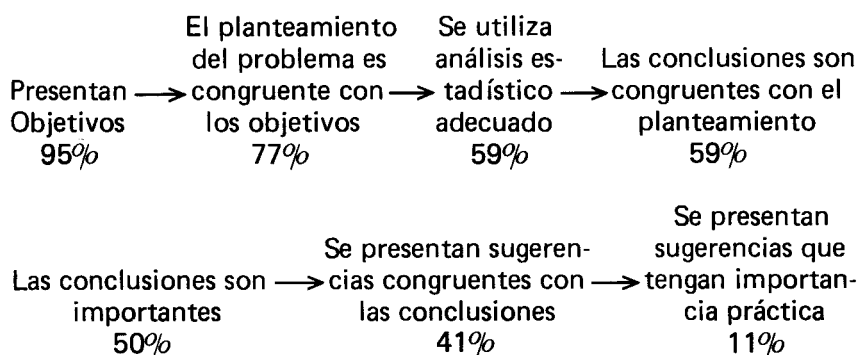 Presentan → El planteamiento del problema es congruente con los objetivos → Se utiliza análisis es- tadístico adecuado → Las conclusiones son congruentes con el planteamiento
Objetivos
95% 77% 59% 59%
Las conclusiones son importantes → Se presentan sugeren- cias congruentes con las conclusiones → Se presentan sugerencias que tengan importan- cia práctica
50% 41% 11%